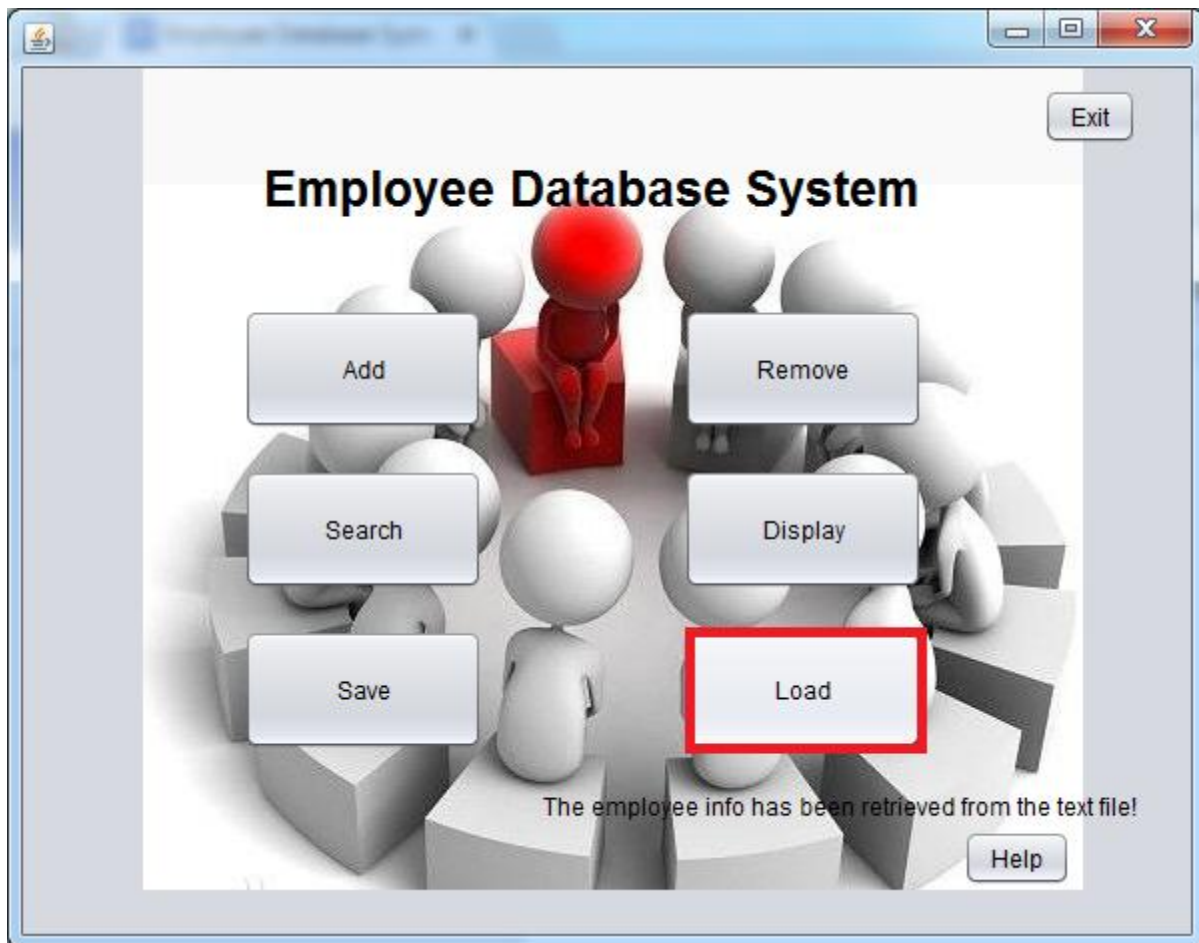 Exit
Employee Database System
Add
Remove
Search
Display
Save
Load
The employee info has been retrieved from the text file!
Help